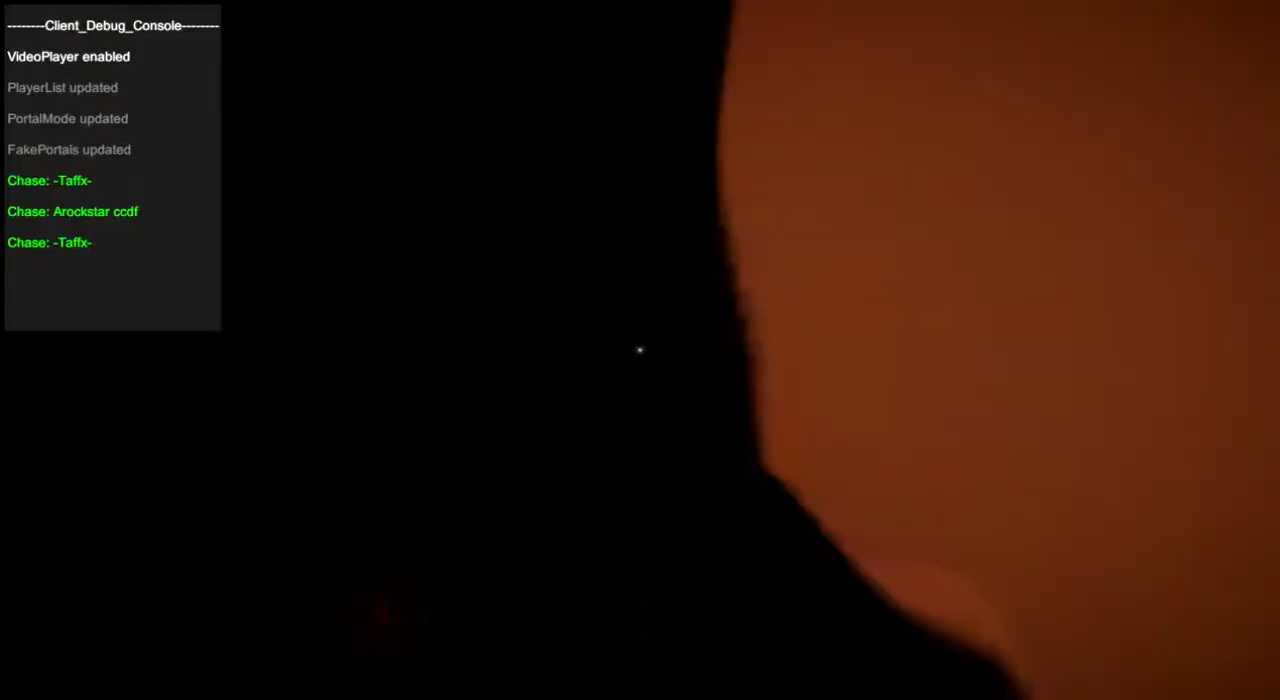 --------Client_Debug_Console--------
VideoPlayer enabled
PlayerList updated
PortalMode updated
FakePortals updated
Chase: -Taffx-
Chase: Arockstar ccdf
Chase: -Taffx-